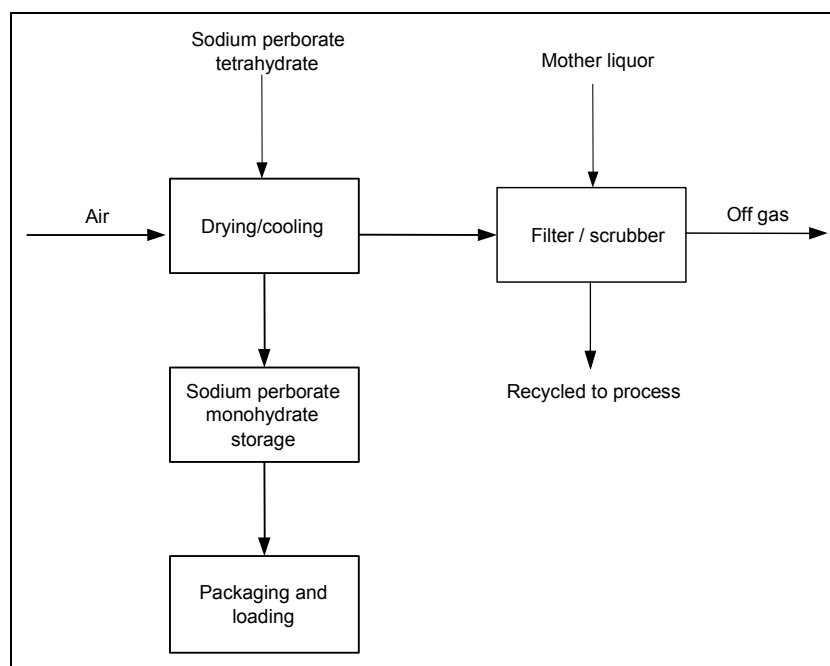 Sodium perborate
tetrahydrate
Mother liquor
Air
Drying/cooling
Filter / scrubber
Off gas
Sodium perborate
monohydrate
storage
Recycled to process
Packaging and
loading